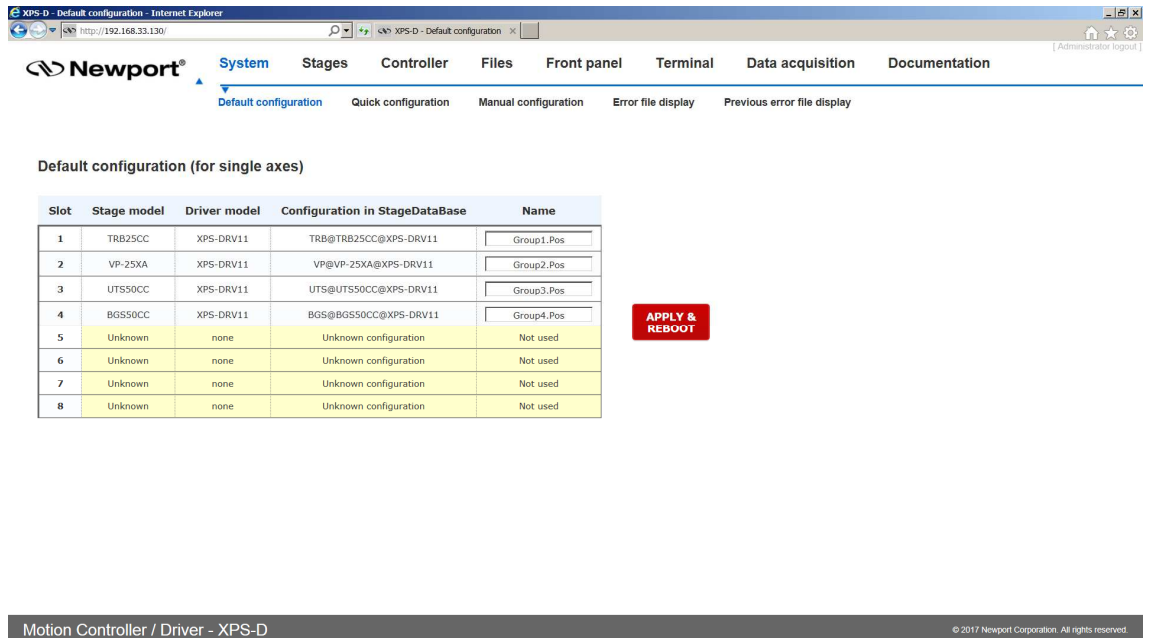 XPS-D - Default configuration - Internet Explorer
http://192.168.33.130/
XPS-D - Default configuration
[ Administrator logout ]
Newport®
System Stages Controller Files Front panel Terminal Data acquisition Documentation
Default configuration Quick configuration Manual configuration Error file display Previous error file display
Default configuration (for single axes)
Slot Stage model Driver model Configuration in StageDataBase Name
1 TRB25CC XPS-DRV11 TRB@TRB25CC@XPS-DRV11 Group1.Pos
2 VP-25XA XPS-DRV11 VP@VP-25XA@XPS-DRV11 Group2.Pos
3 UTS50CC XPS-DRV11 UTS@UTS50CC@XPS-DRV11 Group3.Pos
4 BGS50CC XPS-DRV11 BGS@BGS50CC@XPS-DRV11 Group4.Pos
5 Unknown none Unknown configuration Not used
6 Unknown none Unknown configuration Not used
7 Unknown none Unknown configuration Not used
8 Unknown none Unknown configuration Not used
APPLY &
REBOOT
Motion Controller / Driver - XPS-D
© 2017 Newport Corporation. All rights reserved.